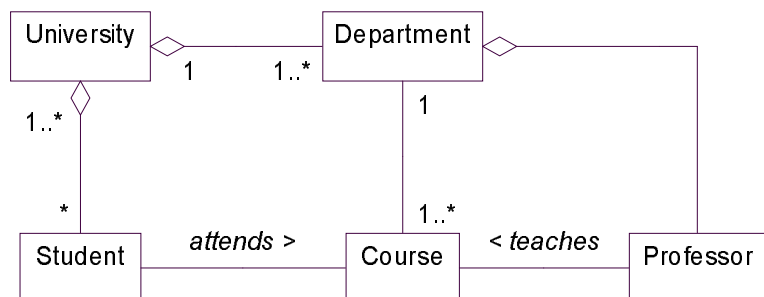 University
Department
1
1..*
1..*
1
*
1..*
attends >
< teaches
Student
Course
Professor